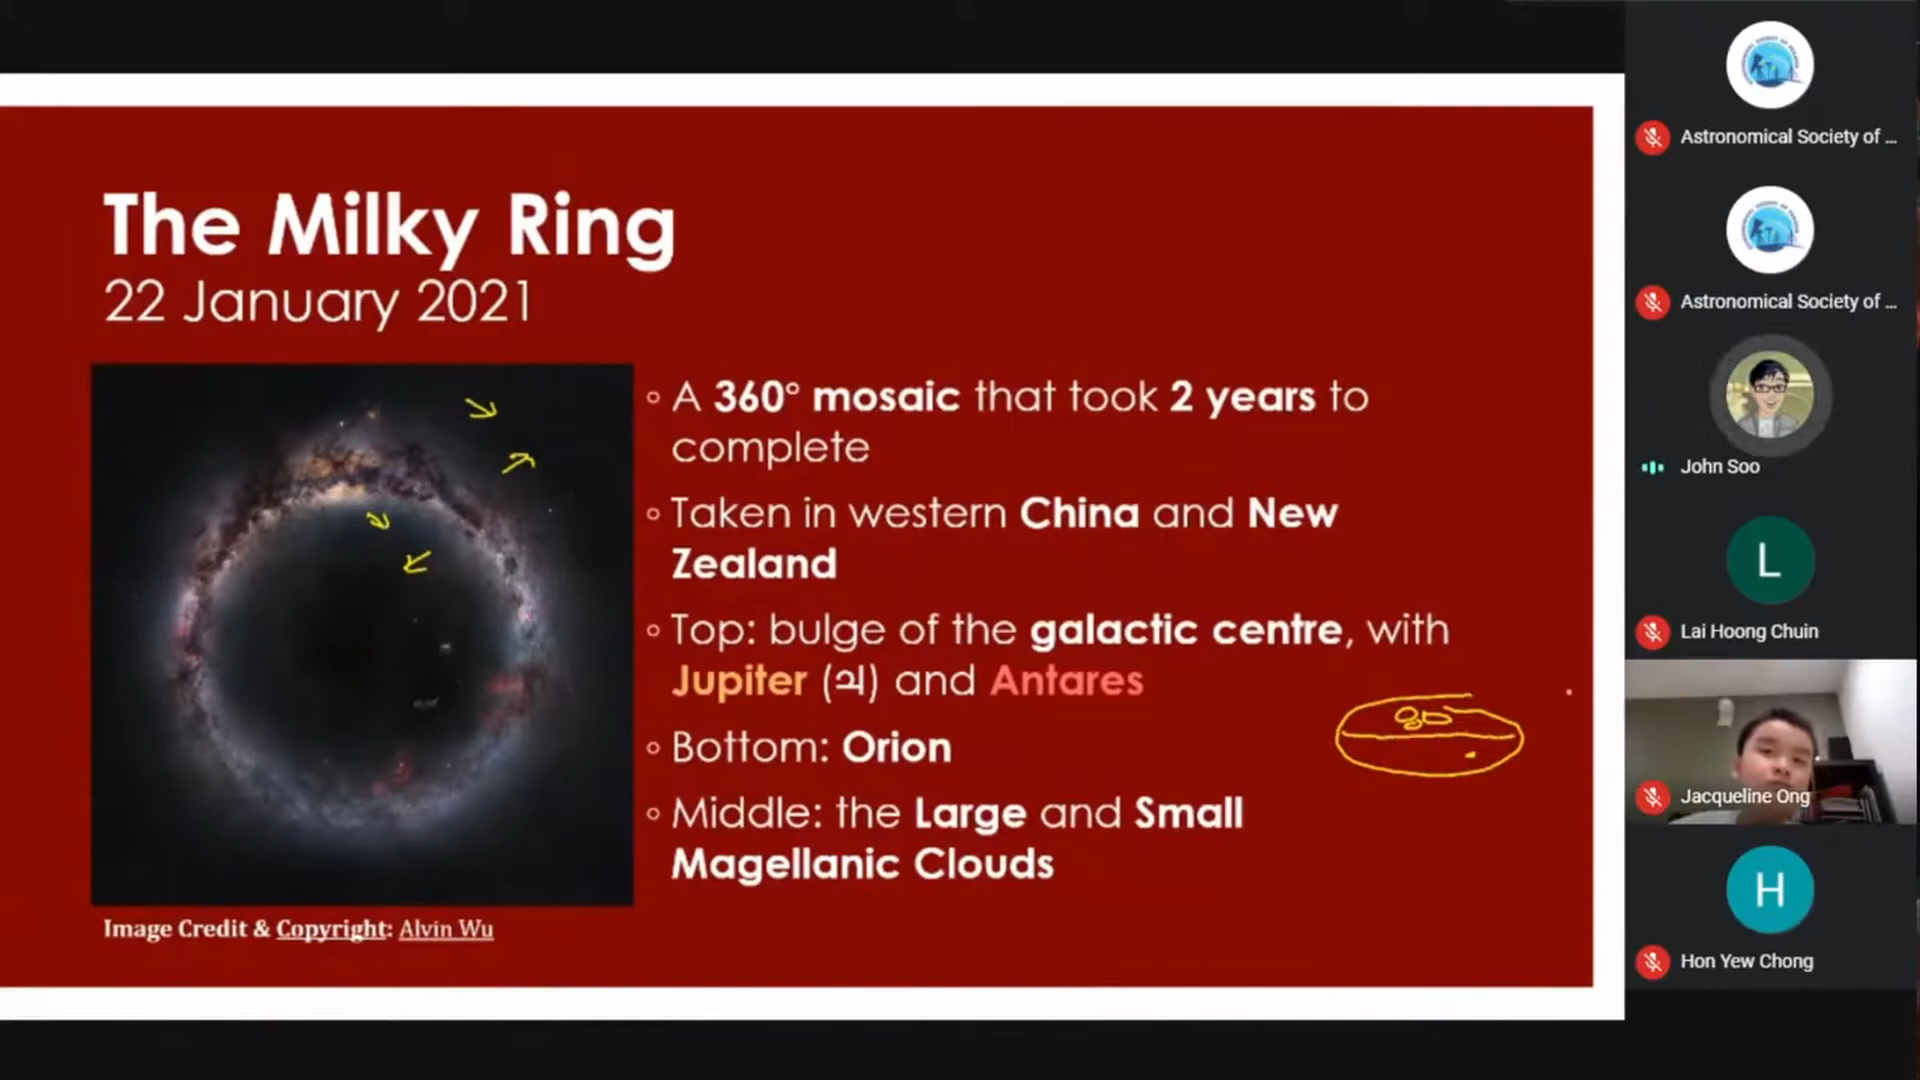 The Milky Ring
22 January 2021
◦ A 360° mosaic that took 2 years to
complete
◦ Taken in western China and New
Zealand
◦ Top: bulge of the galactic centre, with
Jupiter (♃) and Antares
◦ Bottom: Orion
◦ Middle: the Large and Small
Magellanic Clouds
Image Credit & Copyright: Alvin Wu
Astronomical Society of ...
Astronomical Society of ...
John Soo
L
Lai Hoong Chuin
Jacqueline Ong
H
Hon Yew Chong